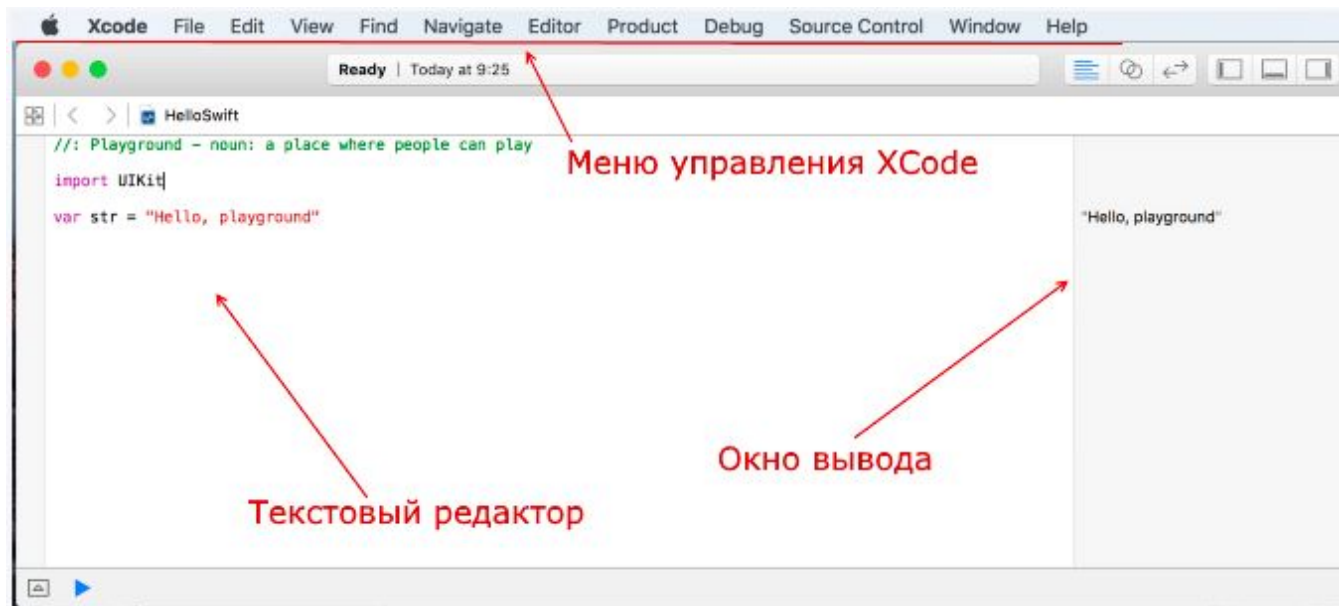 Xcode File Edit View Find Navigate Editor Product Debug Source Control Window Help
Ready | Today at 9:25
HelloSwift
//: Playground – noun: a place where people can play
Меню управления XCode
import UIKit
var str = "Hello, playground"
"Hello, playground"
Окно вывода
Текстовый редактор